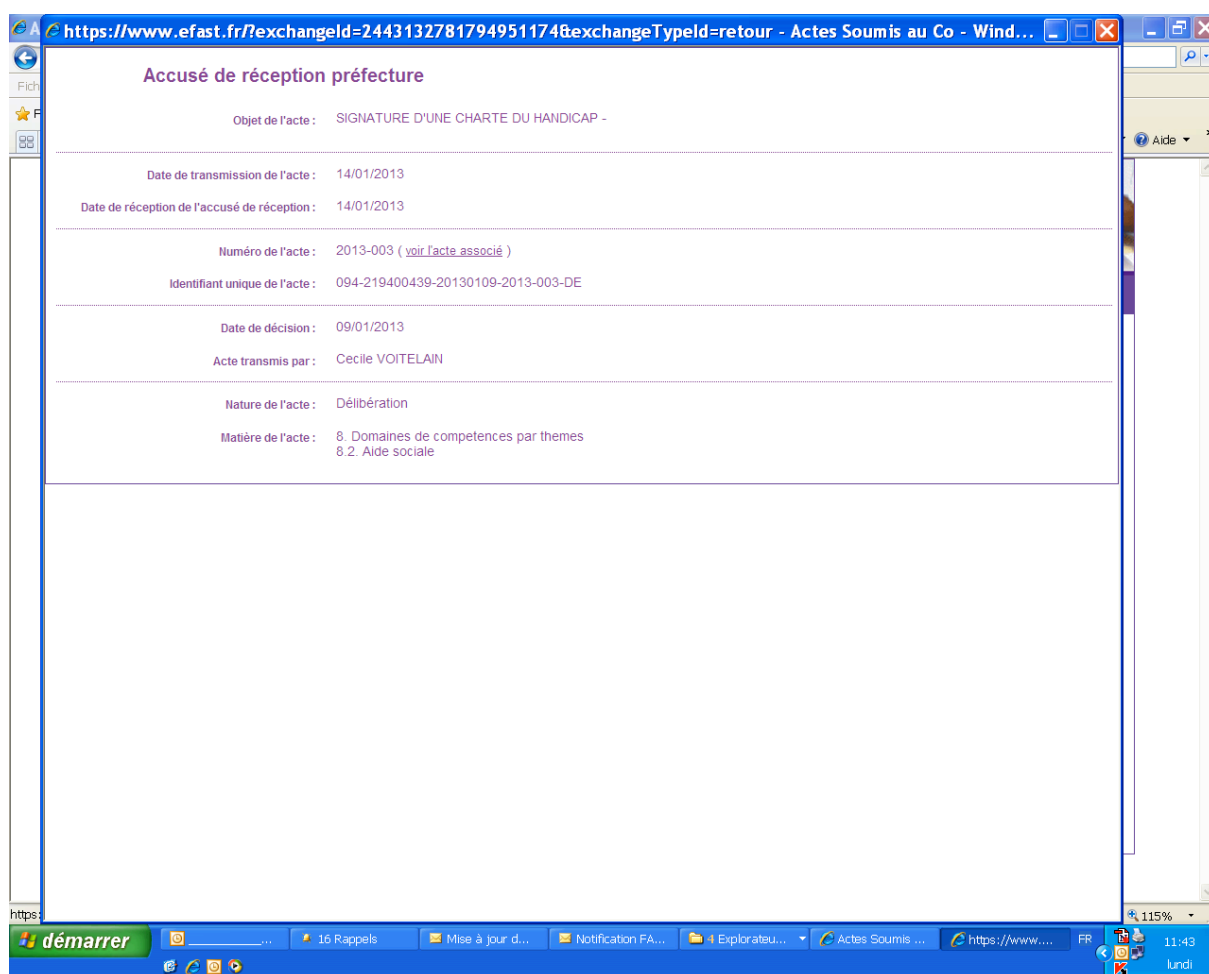 https://www.efast.fr/?exchangeId=2443132781794951174&exchangeTypeId=retour - Actes Soumis au Co - Wind...
Fich
Aide
Accusé de réception préfecture
Objet de l'acte : SIGNATURE D'UNE CHARTE DU HANDICAP -
Date de transmission de l'acte : 14/01/2013
Date de réception de l'accusé de réception : 14/01/2013
Numéro de l'acte : 2013-003 ( voir l'acte associé )
Identifiant unique de l'acte : 094-219400439-20130109-2013-003-DE
Date de décision : 09/01/2013
Acte transmis par : Cecile VOITELAIN
Nature de l'acte : Délibération
Matière de l'acte : 8. Domaines de competences par themes
8.2. Aide sociale
https:
115%
démarrer
__________...
16 Rappels
Mise à jour d...
Notification FA...
4 Explorateu...
Actes Soumis ...
https://www....
FR
11:43
lundi